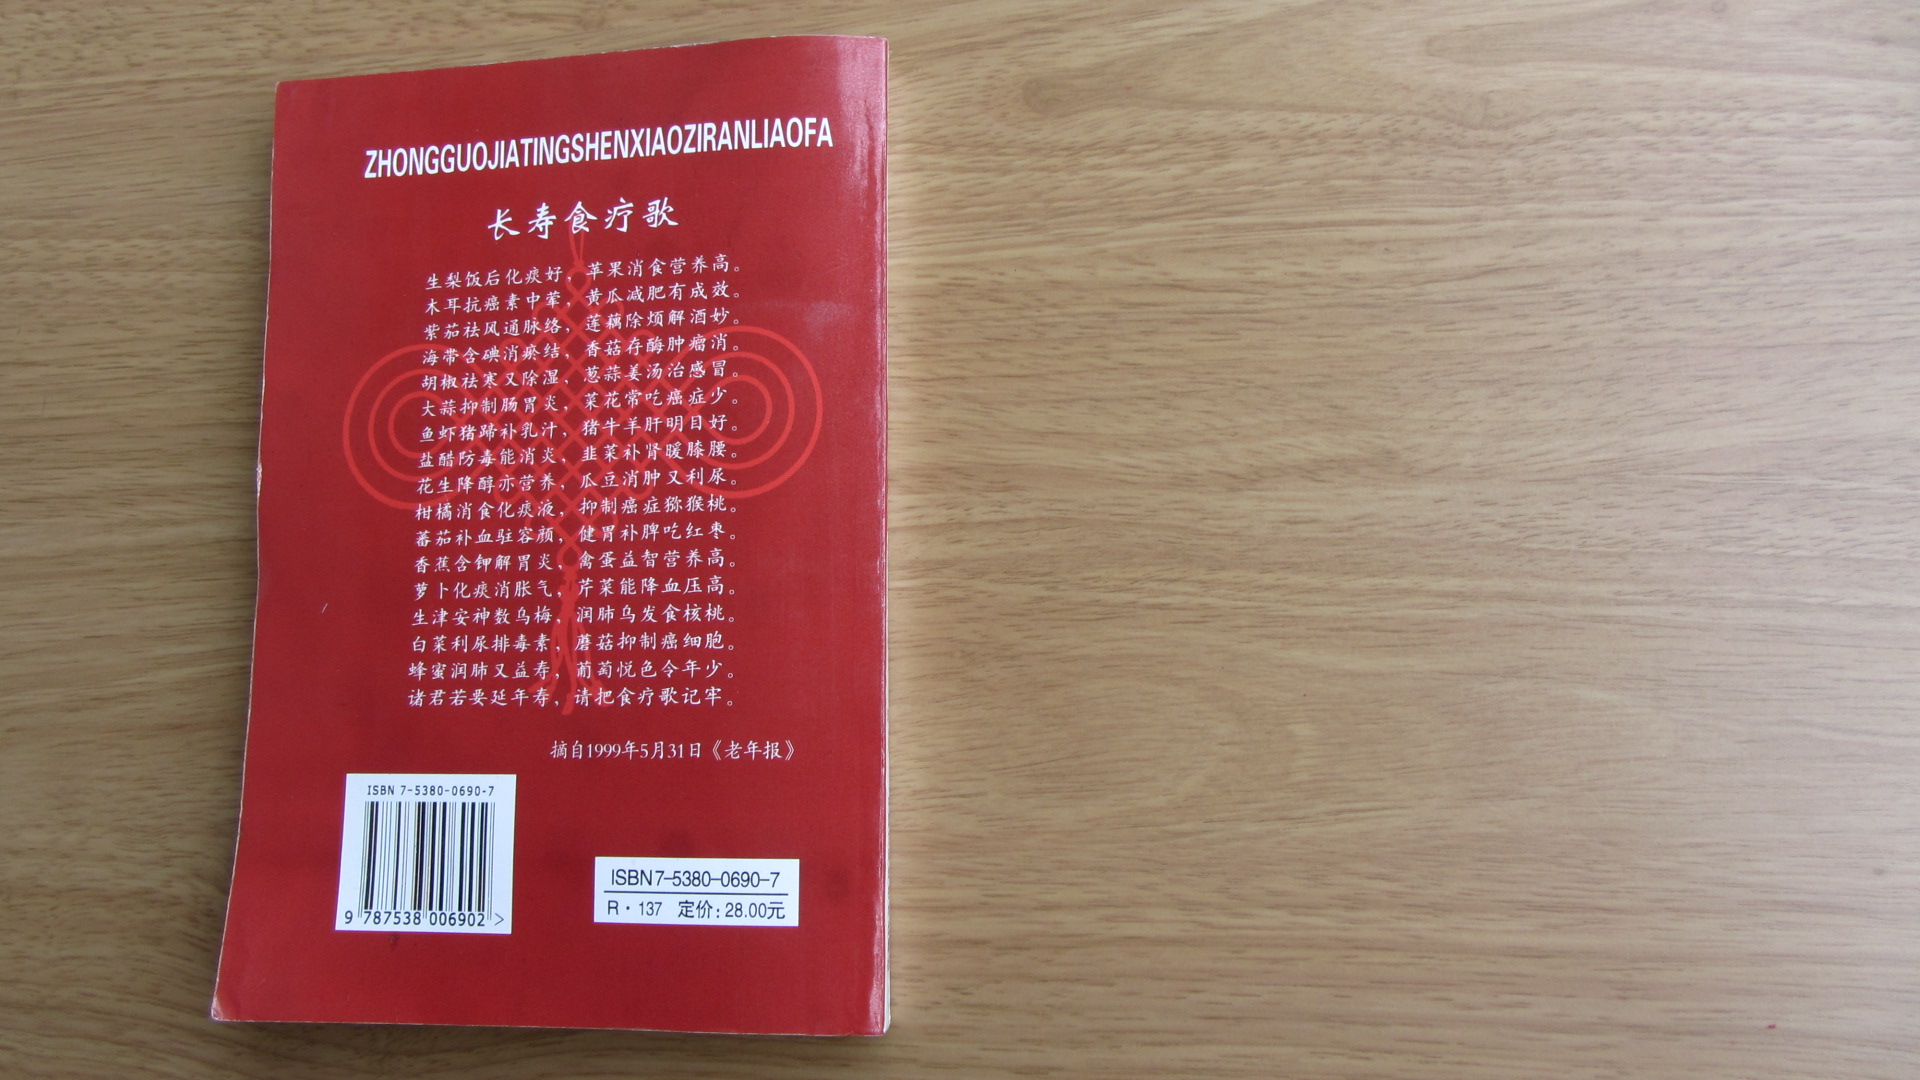 ZHONGGUOJIATINGSHENXIAOZIRANLIAOFA
长寿食疗歌
生梨饭后化痰好，苹果消食营养高。
木耳抗癌素中荤，黄瓜减肥有成效。
紫茄祛风通脉络，莲藕除烦解酒妙。
海带含碘消瘀结，香菇存酶肿瘤消。
胡椒祛寒又除湿，葱蒜姜汤治感冒。
大蒜抑制肠胃炎，菜花常吃癌症少。
鱼虾猪蹄补乳汁，猪牛羊肝明目好。
盐醋防毒能消炎，韭菜补肾暖膝腰。
花生降醇亦营养，瓜豆消肿又利尿。
柑橘消食化痰液，抑制癌症猕猴桃。
蕃茄补血驻容颜，健胃补脾吃红枣。
香蕉含钾解胃炎，禽蛋益智营养高。
萝卜化痰消胀气，芹菜能降血压高。
生津安神数乌梅，润肺乌发食核桃。
白菜利尿排毒素，蘑菇抑制癌细胞。
蜂蜜润肺又益寿，葡萄悦色令年少。
诸君若要延年寿，请把食疗歌记牢。
摘自1999年5月31日《老年报》
ISBN 7-5380-0690-7
9 787538 006902 >
ISBN7-5380-0690-7
R·137 定价：28.00元